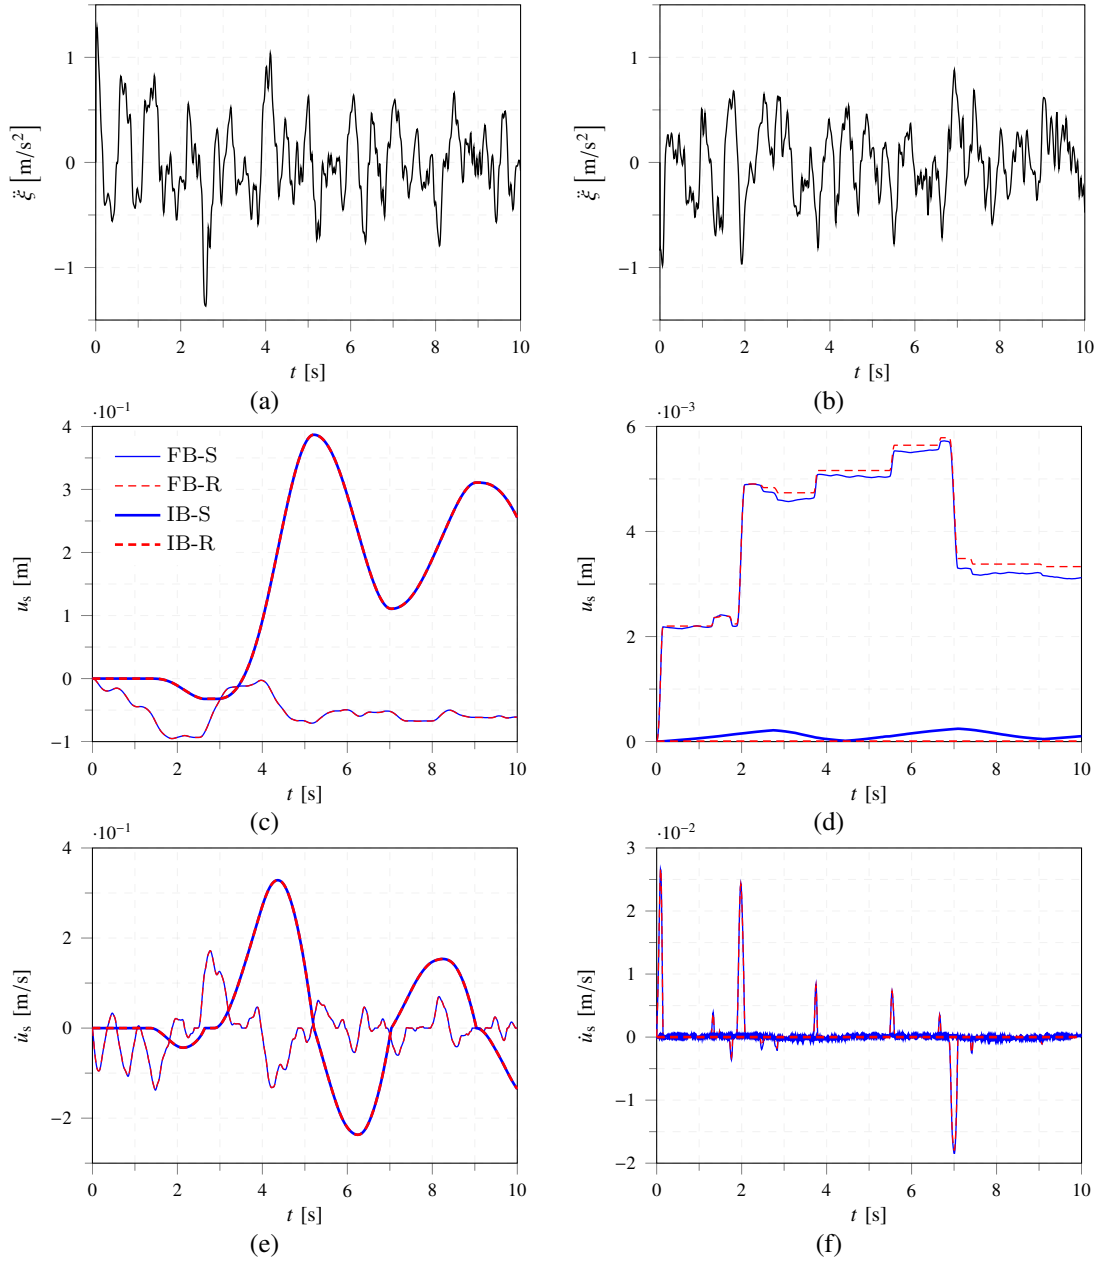 1
0
−1
ξ̈ [m/s²]
0 2 4 6 8 10
t [s]
(a)
1
0
−1
ξ̈ [m/s²]
0 2 4 6 8 10
t [s]
(b)
·10⁻¹
4
3
2
1
0
−1
uₛ [m]
FB-S
FB-R
IB-S
IB-R
0 2 4 6 8 10
t [s]
(c)
·10⁻³
6
4
2
0
uₛ [m]
0 2 4 6 8 10
t [s]
(d)
·10⁻¹
4
2
0
−2
u̇ₛ [m/s]
0 2 4 6 8 10
t [s]
(e)
·10⁻²
3
2
1
0
−1
−2
u̇ₛ [m/s]
0 2 4 6 8 10
t [s]
(f)